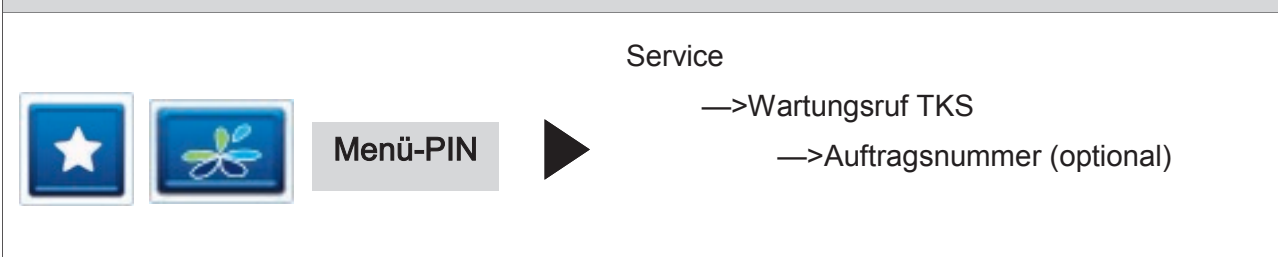 Service
—>Wartungsruf TKS
Menü-PIN
—>Auftragsnummer (optional)